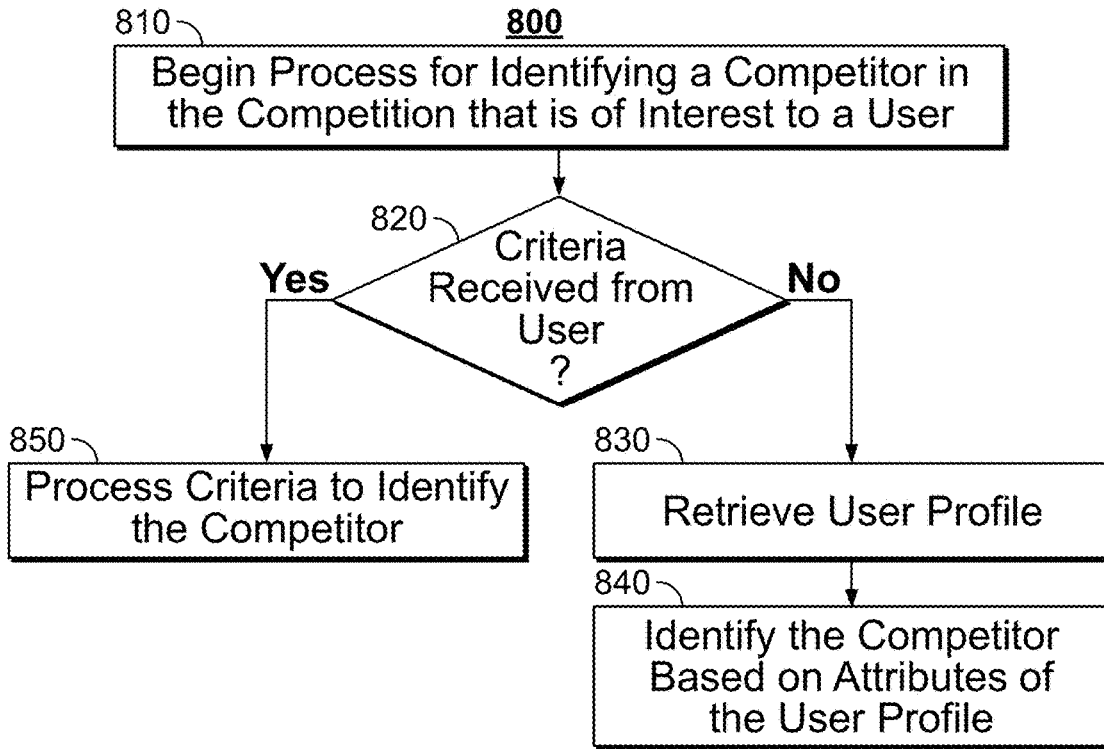 810
800
Begin Process for Identifying a Competitor in
the Competition that is of Interest to a User
820
Criteria
Received from
User
?
Yes
No
850
Process Criteria to Identify
the Competitor
830
Retrieve User Profile
840
Identify the Competitor
Based on Attributes of
the User Profile